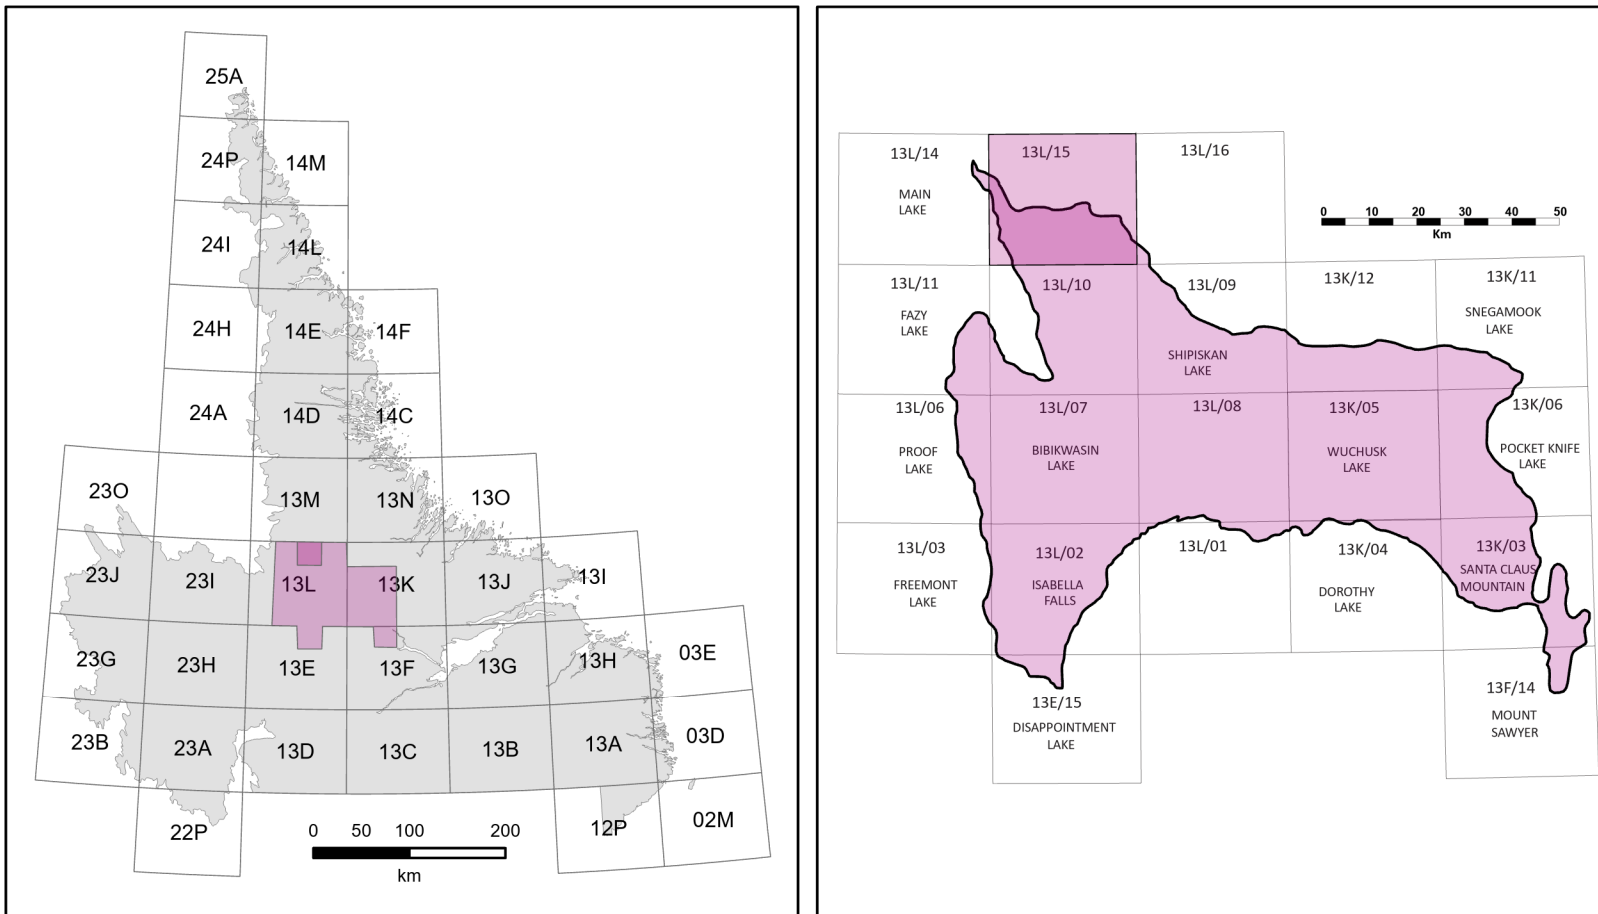 25A
24P
14M
24I
14L
24H
14E
14F
24A
14D
14C
23O
13M
13N
13O
23J
23I
13L
13K
13J
13I
23G
23H
13E
13F
13G
13H
03E
23B
23A
13D
13C
13B
13A
03D
22P
12P
02M
0 50 100 200
km
13L/14
MAIN
LAKE
13L/15
13L/16
0 10 20 30 40 50
Km
13L/11
FAZY
LAKE
13L/10
13L/09
SHIPISKAN
LAKE
13K/12
13K/11
SNEGAMOOK
LAKE
13L/06
PROOF
LAKE
13L/07
BIBIKWASIN
LAKE
13L/08
13K/05
WUCHUSK
LAKE
13K/06
POCKET KNIFE
LAKE
13L/03
FREEMONT
LAKE
13L/02
ISABELLA
FALLS
13L/01
13K/04
DOROTHY
LAKE
13K/03
SANTA CLAUS
MOUNTAIN
13E/15
DISAPPOINTMENT
LAKE
13F/14
MOUNT
SAWYER